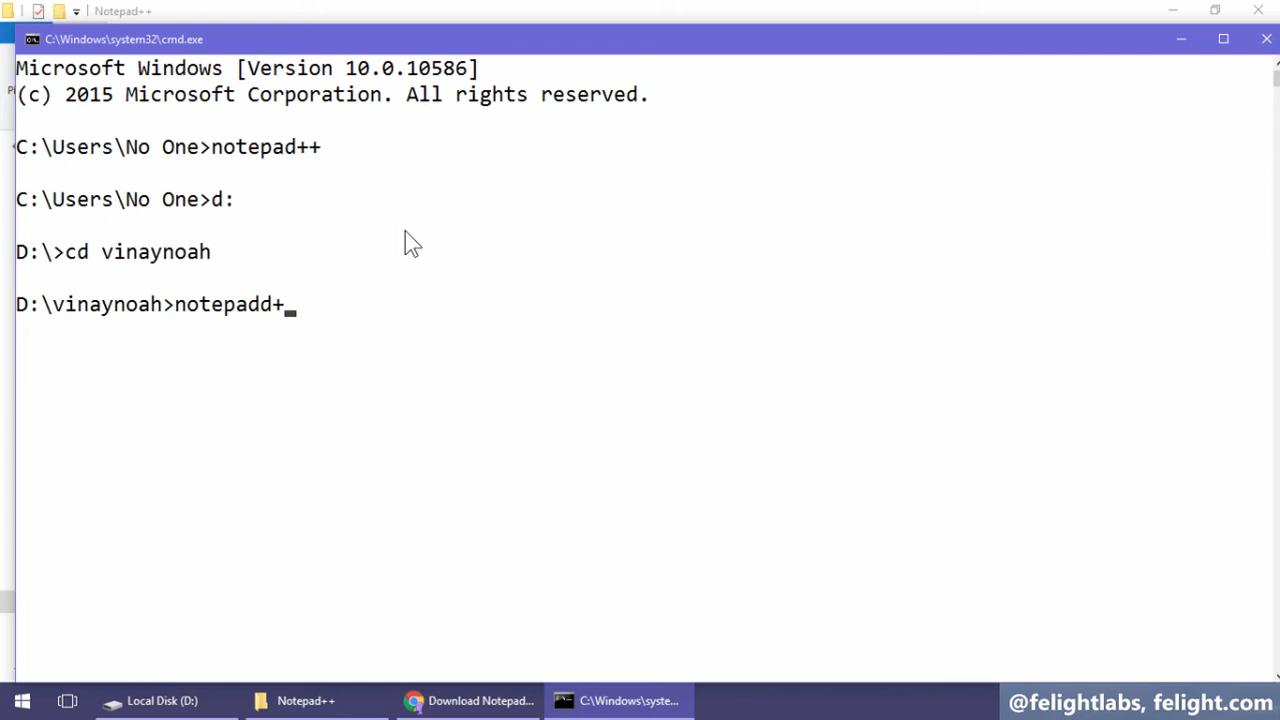 Notepad++
C:\Windows\system32\cmd.exe
Microsoft Windows [Version 10.0.10586]
(c) 2015 Microsoft Corporation. All rights reserved.
C:\Users\No One>notepad++
C:\Users\No One>d:
D:\>cd vinaynoah
D:\vinaynoah>notepadd+_
Local Disk (D:)
Notepad++
Download Notepad...
C:\Windows\syste...
@felightlabs, felight.com